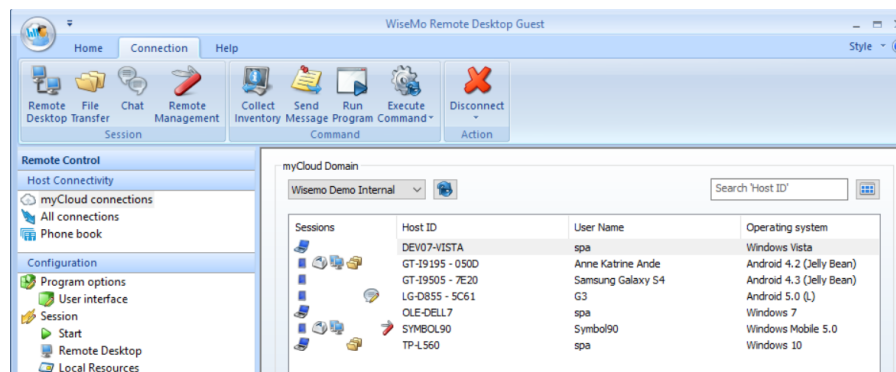 WiseMo Remote Desktop Guest
Home Connection Help Style
Remote Desktop File Transfer Chat Remote Management Collect Inventory Send Message Run Program Execute Command Disconnect
Session Command Action
Remote Control
Host Connectivity
myCloud connections
All connections
Phone book
Configuration
Program options
User interface
Session
Start
Remote Desktop
Local Resources
myCloud Domain
Wisemo Demo Internal Search 'Host ID'
Sessions Host ID User Name Operating system
DEV07-VISTA spa Windows Vista
GT-I9195 - 050D Anne Katrine Ande Android 4.2 (Jelly Bean)
GT-I9505 - 7E20 Samsung Galaxy S4 Android 4.3 (Jelly Bean)
LG-D855 - 5C61 G3 Android 5.0 (L)
OLE-DELL7 spa Windows 7
SYMBOL90 Symbol90 Windows Mobile 5.0
TP-L560 spa Windows 10